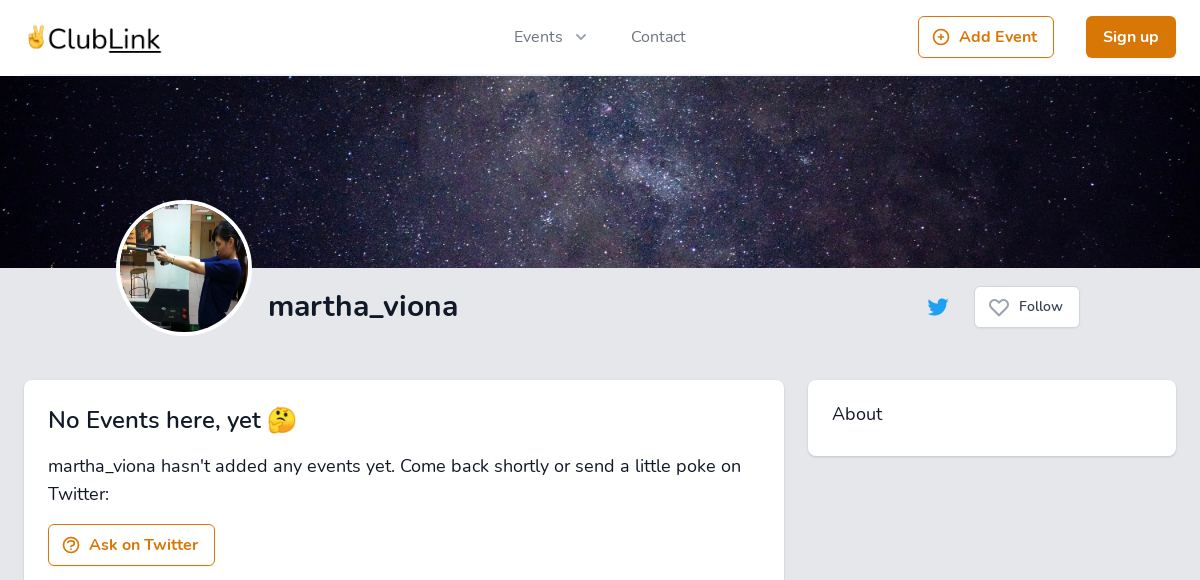 ✌️ClubLink
Events
Contact
Add Event
Sign up
martha_viona
Follow
No Events here, yet 🤔
martha_viona hasn't added any events yet. Come back shortly or send a little poke on
Twitter:
Ask on Twitter
About